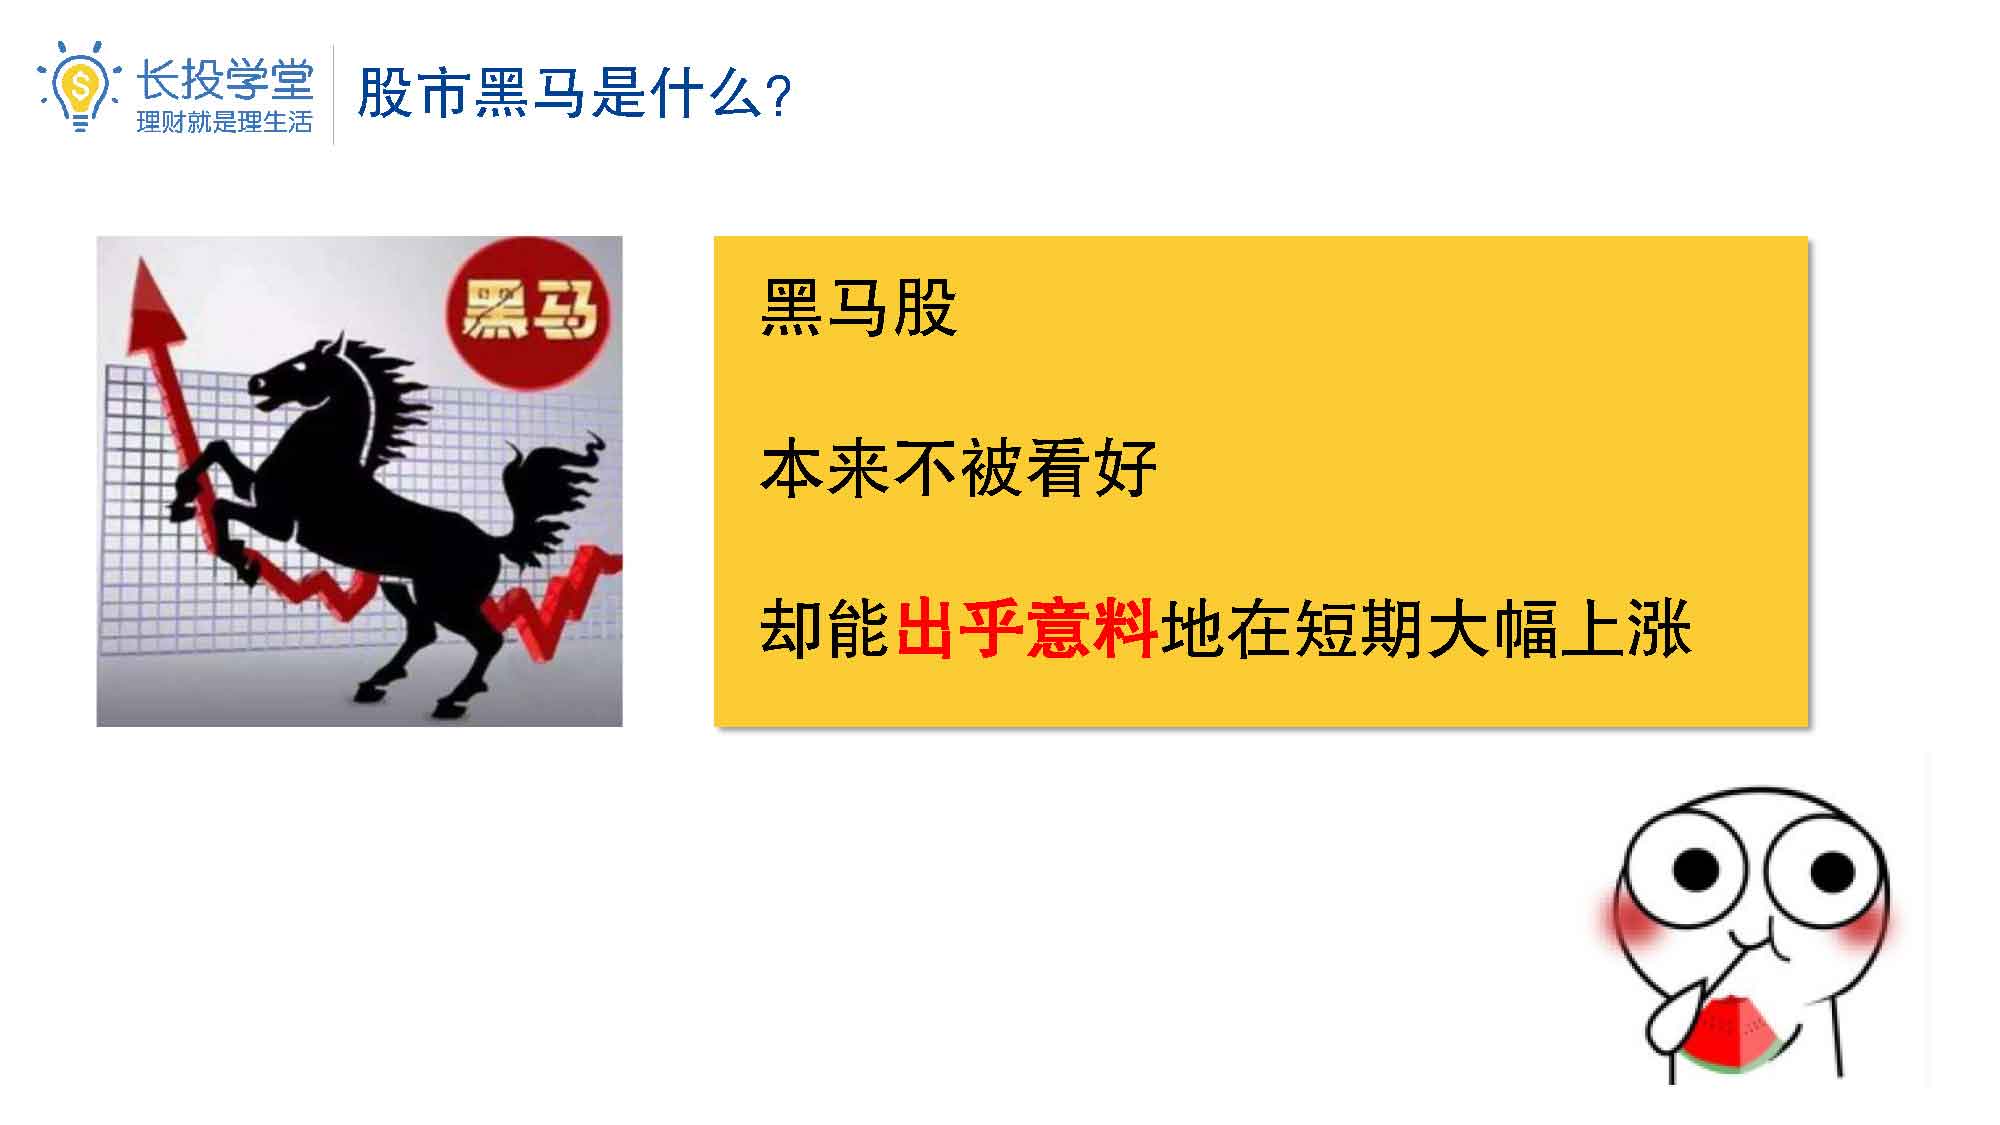 长投学堂
理财就是理生活
股市黑马是什么?
黑马
黑马股
本来不被看好
却能出乎意料地在短期大幅上涨